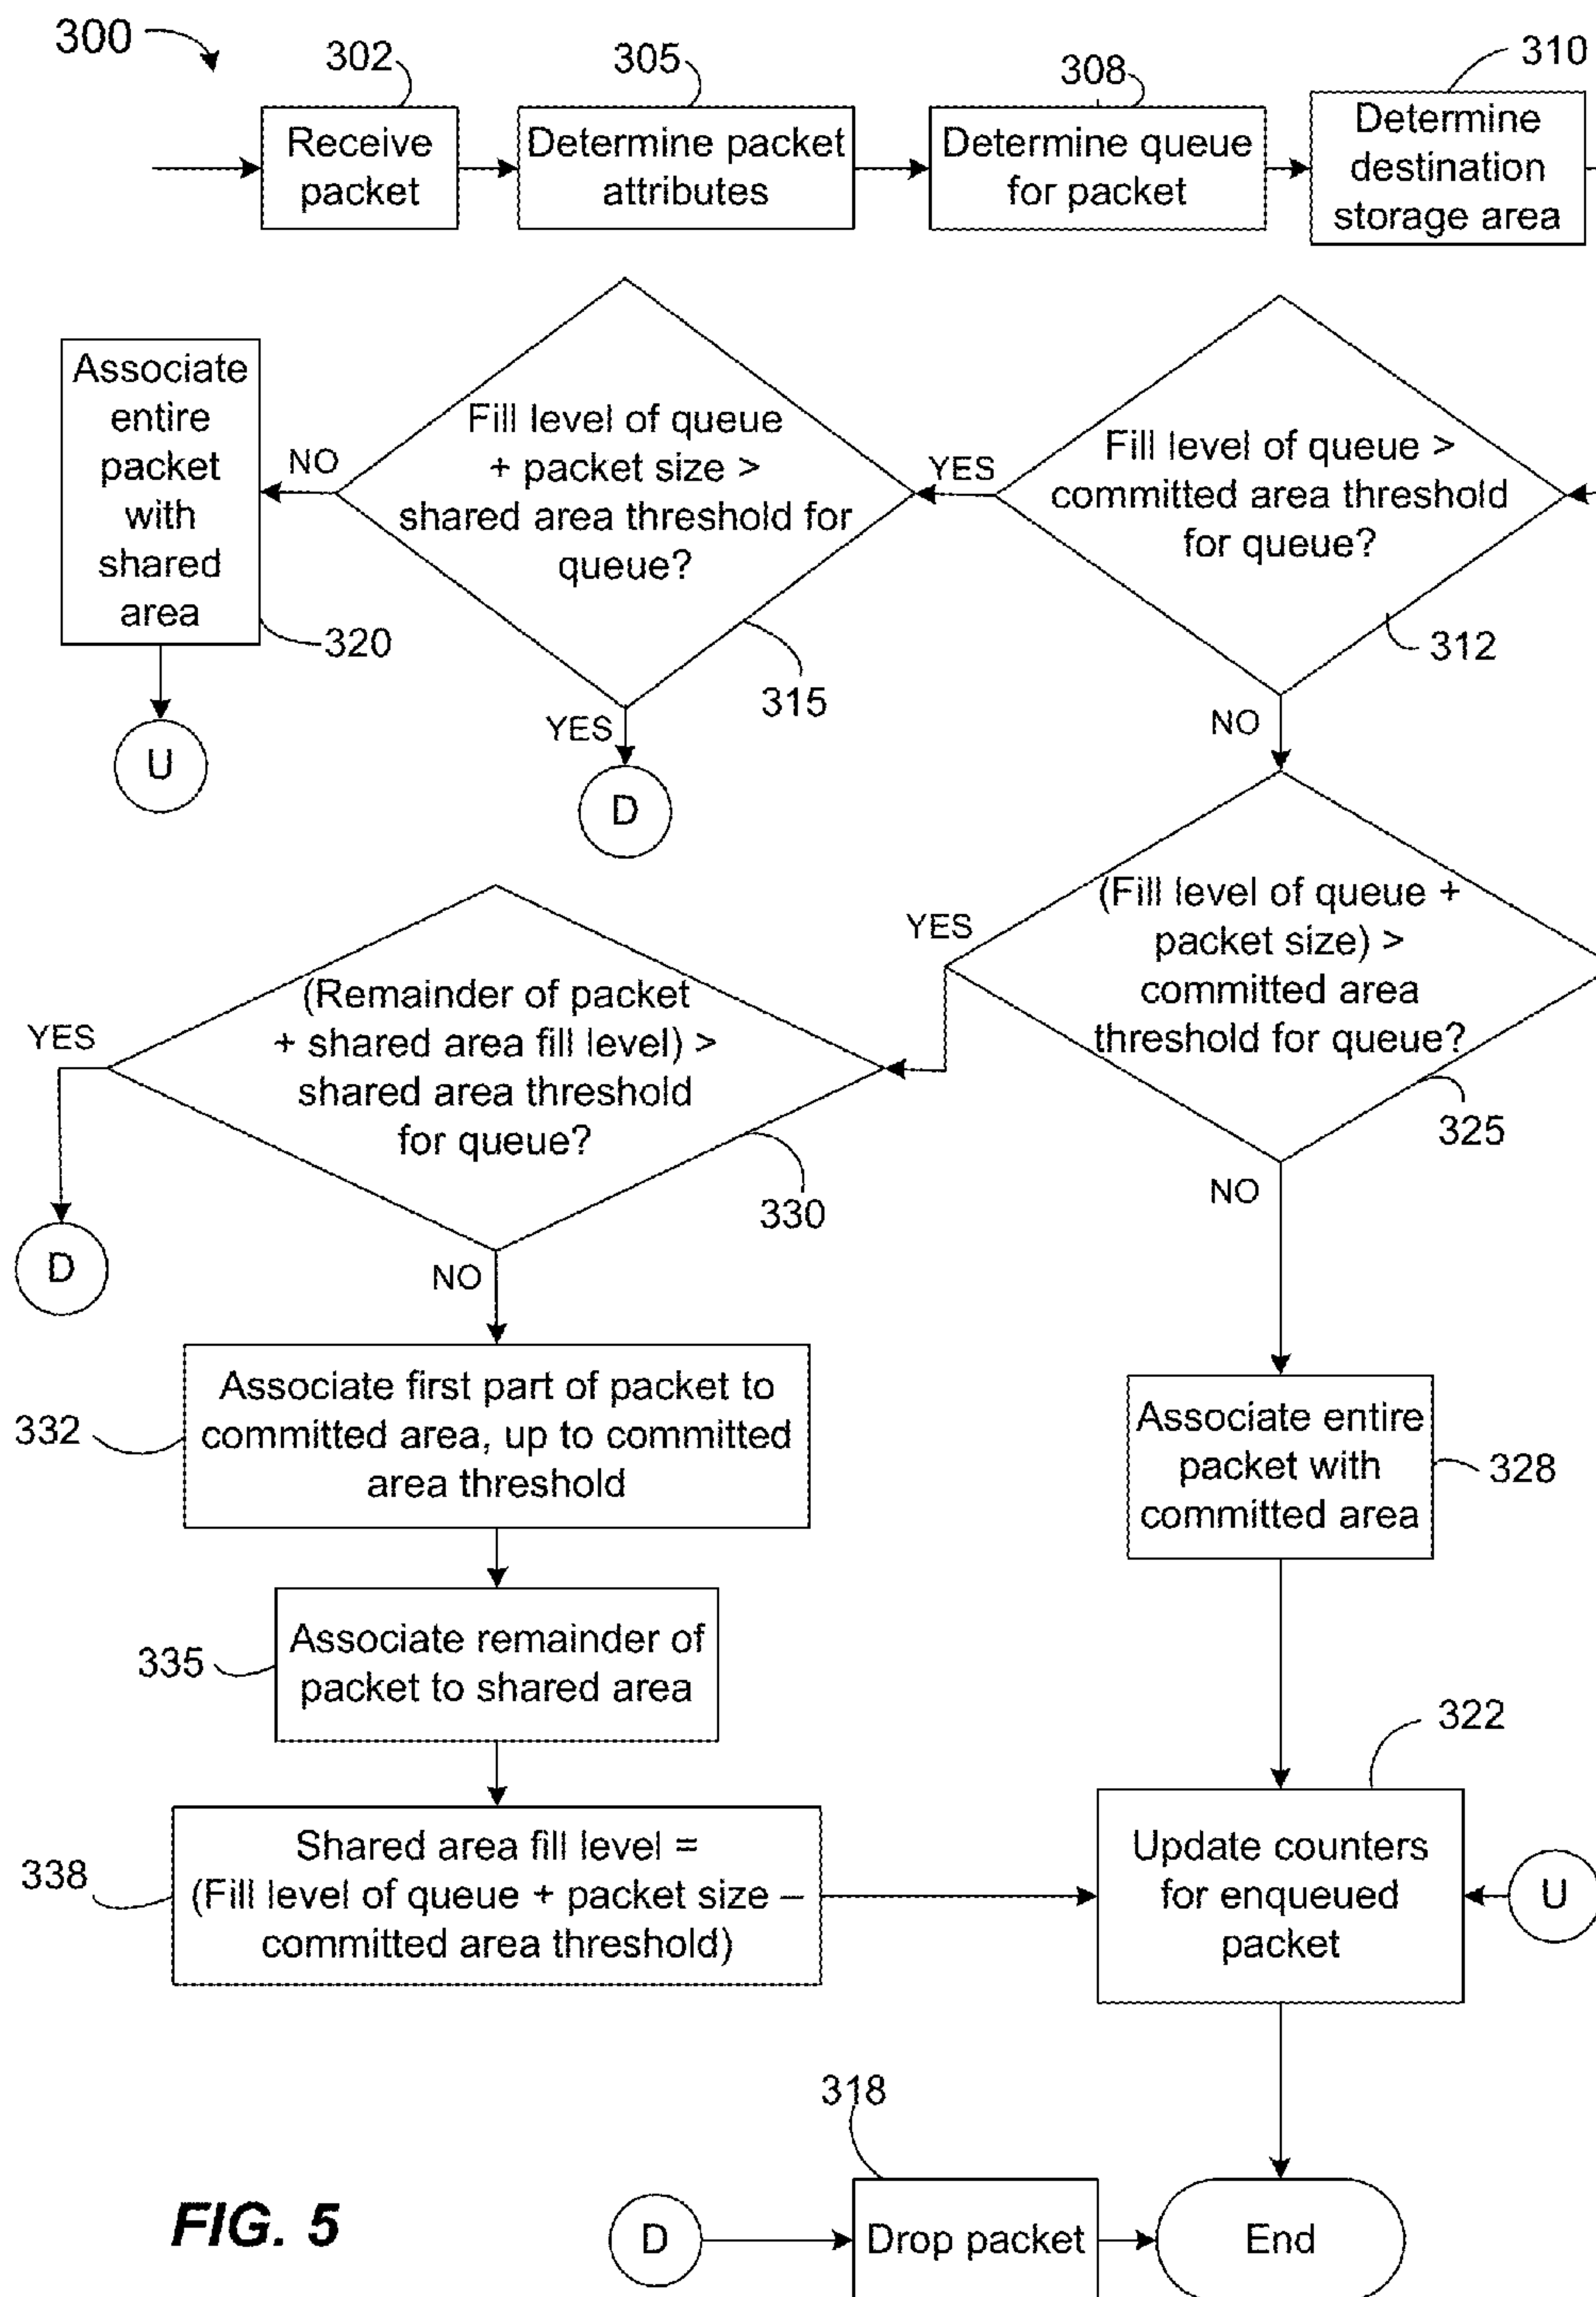 300
302
305
308
310
Receive
packet
Determine packet
attributes
Determine queue
for packet
Determine
destination
storage area
Associate
entire
packet
with
shared
area
320
U
NO
Fill level of queue
+ packet size >
shared area threshold for
queue?
315
YES
D
YES
Fill level of queue >
committed area threshold
for queue?
312
NO
(Fill level of queue +
packet size) >
committed area
threshold for queue?
325
YES
NO
(Remainder of packet
+ shared area fill level) >
shared area threshold
for queue?
330
YES
D
NO
332
Associate first part of packet to
committed area, up to committed
area threshold
Associate entire
packet with
committed area
328
335
Associate remainder of
packet to shared area
338
Shared area fill level =
(Fill level of queue + packet size –
committed area threshold)
322
Update counters
for enqueued
packet
U
318
D
Drop packet
End
FIG. 5